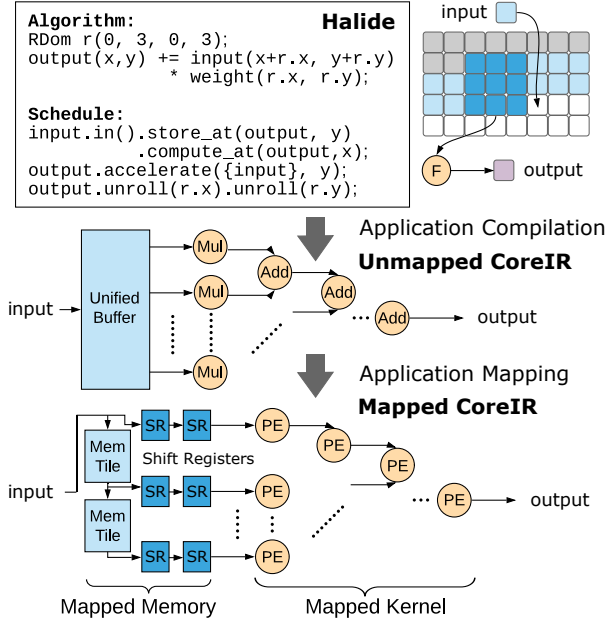 Algorithm:
Halide
RDom r(0, 3, 0, 3);
output(x,y) += input(x+r.x, y+r.y)
* weight(r.x, r.y);
Schedule:
input.in().store_at(output, y)
.compute_at(output,x);
output.accelerate({input}, y);
output.unroll(r.x).unroll(r.y);
input
F
output
Application Compilation
Unmapped CoreIR
input
Unified
Buffer
Mul
Mul
Mul
Add
Add
Add
output
Application Mapping
Mapped CoreIR
input
Mem
Tile
Mem
Tile
SR
SR
Shift Registers
SR
SR
SR
SR
PE
PE
PE
PE
PE
PE
output
Mapped Memory
Mapped Kernel